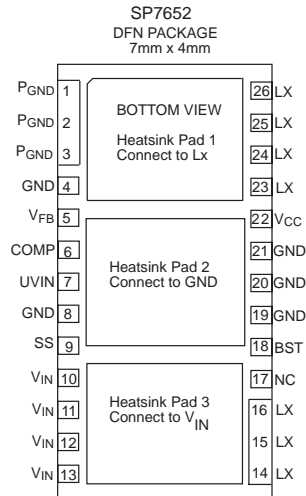 SP7652
DFN PACKAGE
7mm x 4mm
PGND 1
PGND 2
PGND 3
GND 4
VFB 5
COMP 6
UVIN 7
GND 8
SS 9
VIN 10
VIN 11
VIN 12
VIN 13
BOTTOM VIEW
Heatsink Pad 1
Connect to Lx
Heatsink Pad 2
Connect to GND
Heatsink Pad 3
Connect to VIN
26 LX
25 LX
24 LX
23 LX
22 VCC
21 GND
20 GND
19 GND
18 BST
17 NC
16 LX
15 LX
14 LX